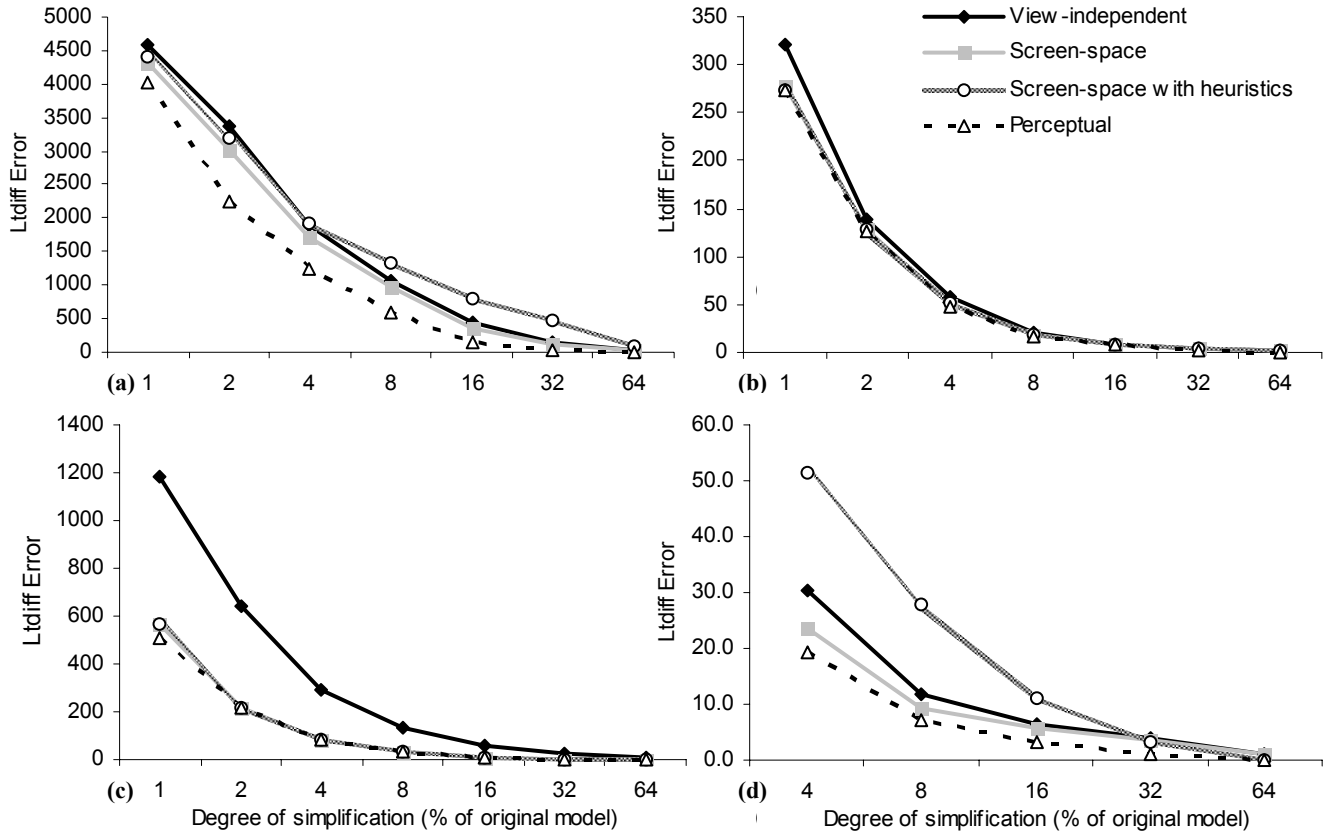 5000
4500
4000
3500
3000
2500
2000
1500
1000
500
0
Ltdiff Error
(a) 1 2 4 8 16 32 64
350
300
250
200
150
100
50
0
Ltdiff Error
(b) 1 2 4 8 16 32 64
View -independent
Screen-space
Screen-space with heuristics
Perceptual
1400
1200
1000
800
600
400
200
0
Ltdiff Error
(c) 1 2 4 8 16 32 64
Degree of simplification (% of original model)
60.0
50.0
40.0
30.0
20.0
10.0
0.0
Ltdiff Error
(d) 4 8 16 32 64
Degree of simplification (% of original model)